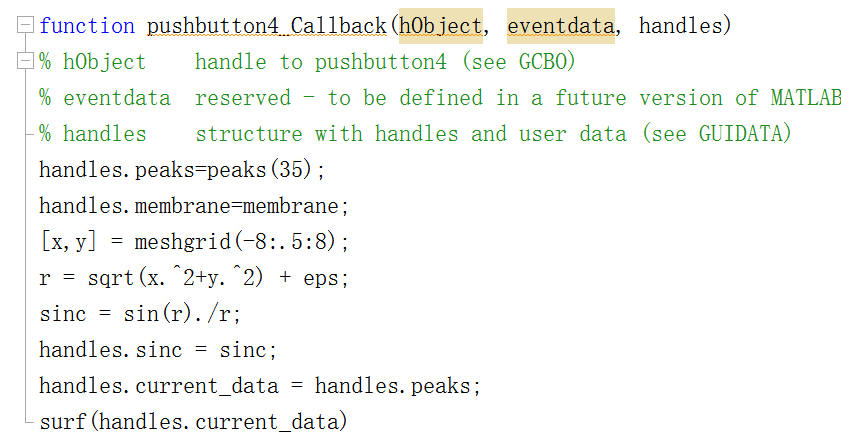 function pushbutton4_Callback(hObject, eventdata, handles)
% hObject    handle to pushbutton4 (see GCBO)
% eventdata  reserved - to be defined in a future version of MATLAB
% handles    structure with handles and user data (see GUIDATA)
handles.peaks=peaks(35);
handles.membrane=membrane;
[x,y] = meshgrid(-8:.5:8);
r = sqrt(x.^2+y.^2) + eps;
sinc = sin(r)./r;
handles.sinc = sinc;
handles.current_data = handles.peaks;
surf(handles.current_data)